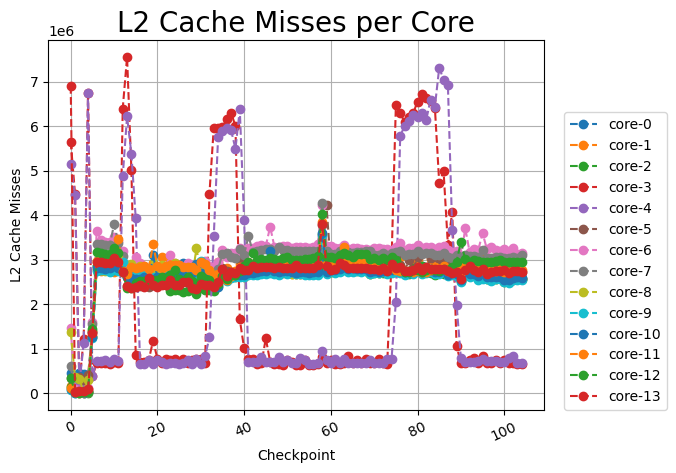 L2 Cache Misses per Core
1e6
7
6
5
4
3
2
1
0
L2 Cache Misses
0 20 40 60 80 100
Checkpoint
core-0
core-1
core-2
core-3
core-4
core-5
core-6
core-7
core-8
core-9
core-10
core-11
core-12
core-13